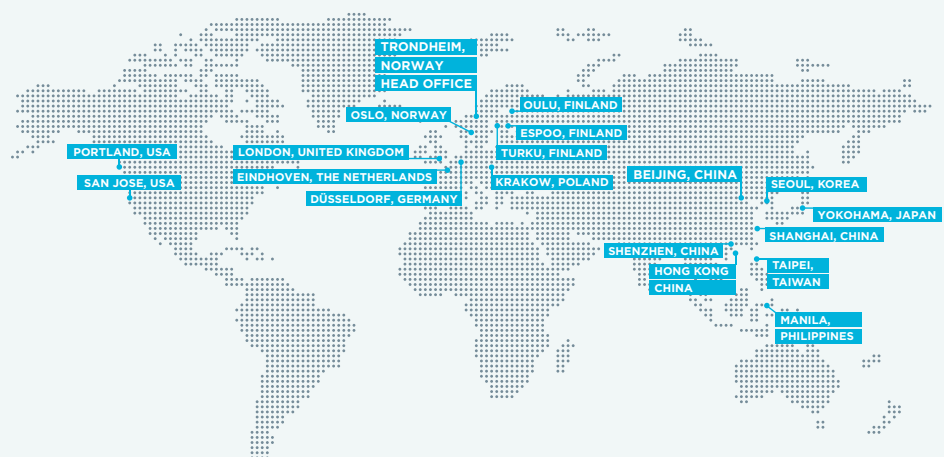 TRONDHEIM,
NORWAY
HEAD OFFICE
OULU, FINLAND
OSLO, NORWAY
ESPOO, FINLAND
PORTLAND, USA
LONDON, UNITED KINGDOM
TURKU, FINLAND
EINDHOVEN, THE NETHERLANDS
BEIJING, CHINA
SAN JOSE, USA
KRAKOW, POLAND
SEOUL, KOREA
DÜSSELDORF, GERMANY
YOKOHAMA, JAPAN
SHANGHAI, CHINA
SHENZHEN, CHINA
HONG KONG
CHINA
TAIPEI,
TAIWAN
MANILA,
PHILIPPINES